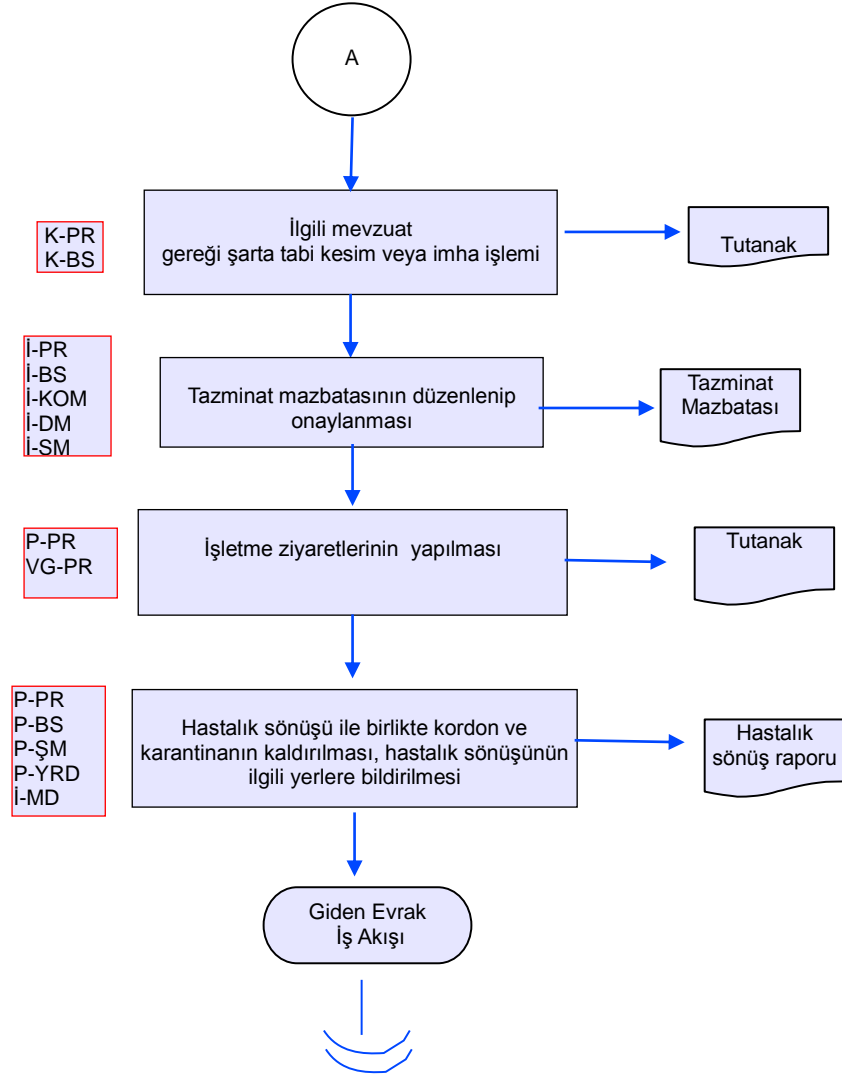 A
K-PR
K-BS
İlgili mevzuat
gereği şarta tabi kesim veya imha işlemi
Tutanak
İ-PR
İ-BS
İ-KOM
İ-DM
İ-SM
Tazminat mazbatasının düzenlenip
onaylanması
Tazminat
Mazbatası
P-PR
VG-PR
İşletme ziyaretlerinin yapılması
Tutanak
P-PR
P-BS
P-ŞM
P-YRD
İ-MD
Hastalık sönüşü ile birlikte kordon ve
karantinanın kaldırılması, hastalık sönüşünün
ilgili yerlere bildirilmesi
Hastalık
sönüş raporu
Giden Evrak
İş Akışı